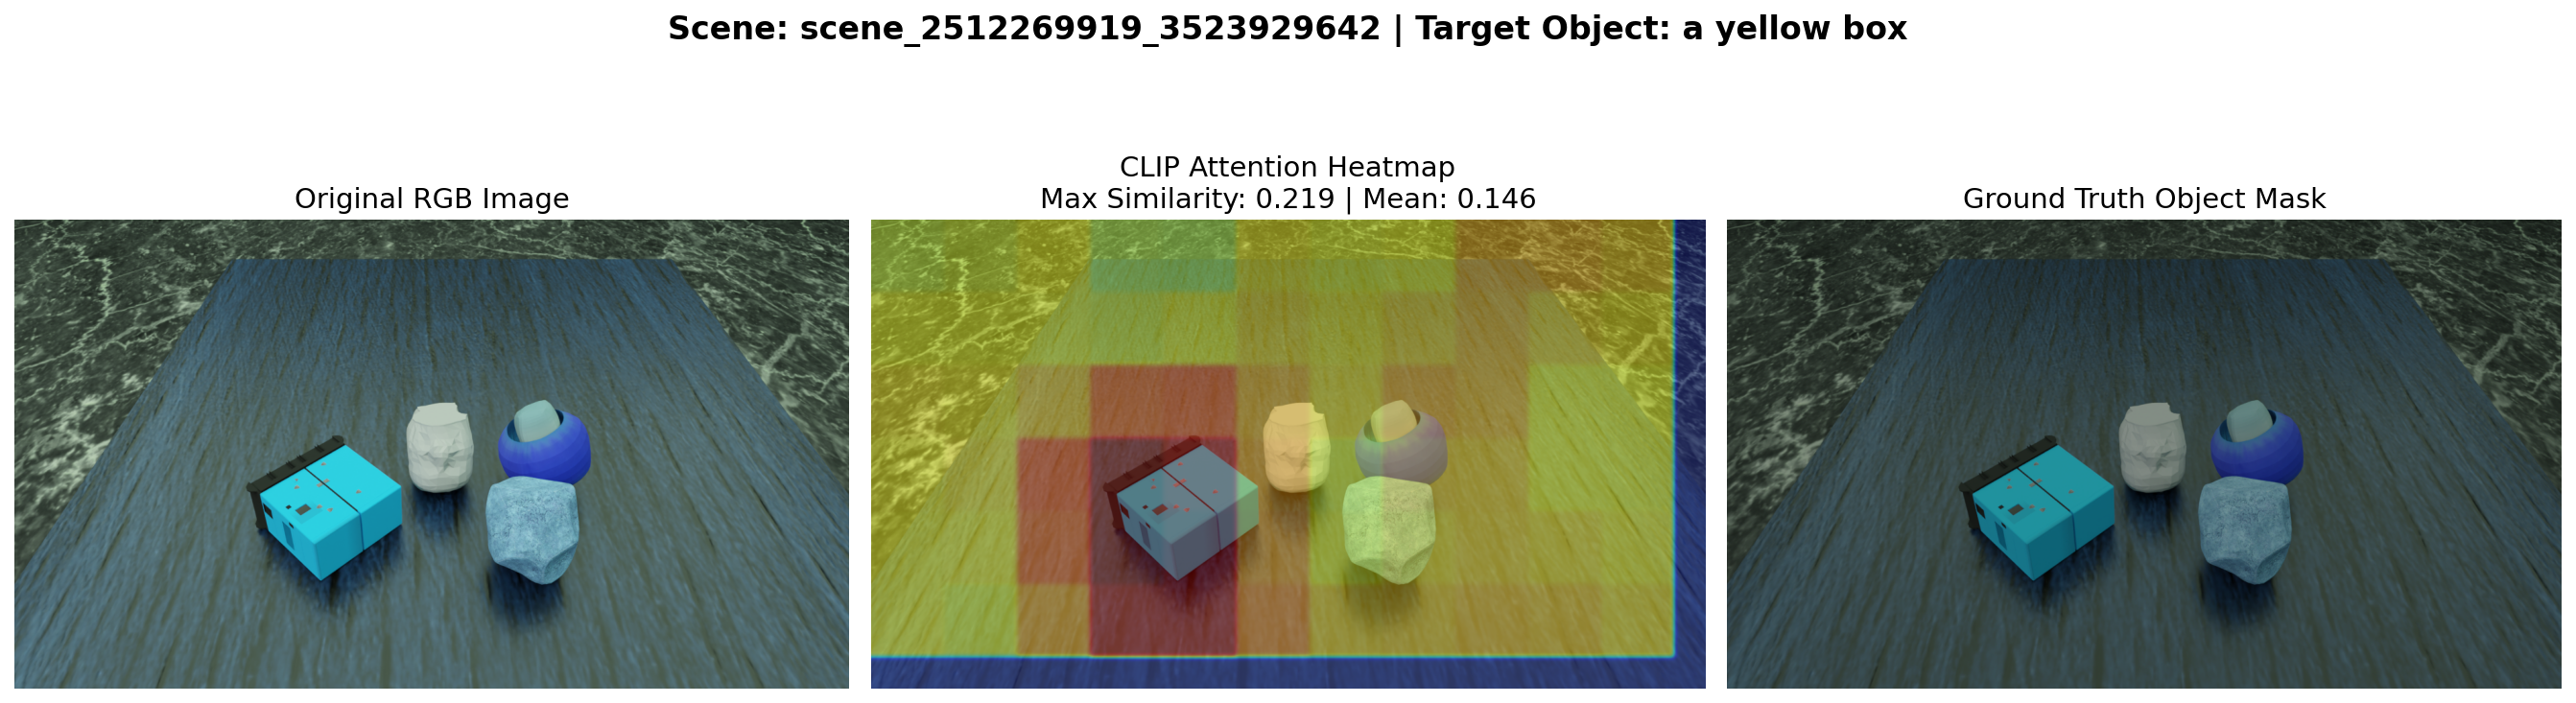 Scene: scene_2512269919_3523929642 | Target Object: a yellow box
Original RGB Image
CLIP Attention Heatmap
Max Similarity: 0.219 | Mean: 0.146
Ground Truth Object Mask